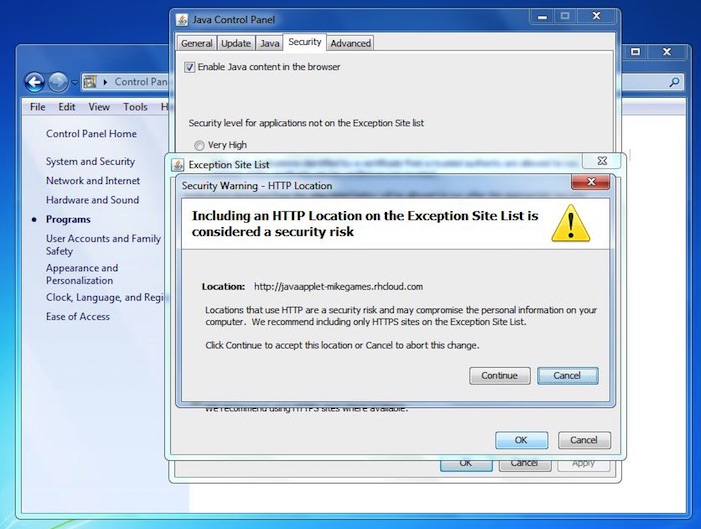 Java Control Panel
General Update Java Security Advanced
Enable Java content in the browser
Security level for applications not on the Exception Site list
Very High
Control Pan
File Edit View Tools H
Control Panel Home
System and Security
Network and Internet
Hardware and Sound
Programs
User Accounts and Family
Safety
Appearance and
Personalization
Clock, Language, and Regi
Ease of Access
Exception Site List
Security Warning - HTTP Location
Including an HTTP Location on the Exception Site List is
considered a security risk
Location: http://javaapplet-mikegames.rhcloud.com
Locations that use HTTP are a security risk and may compromise the personal information on your
computer. We recommend including only HTTPS sites on the Exception Site List.
Click Continue to accept this location or Cancel to abort this change.
Continue Cancel
We recommend using HTTPS sites where available.
OK Cancel
OK Cancel Apply